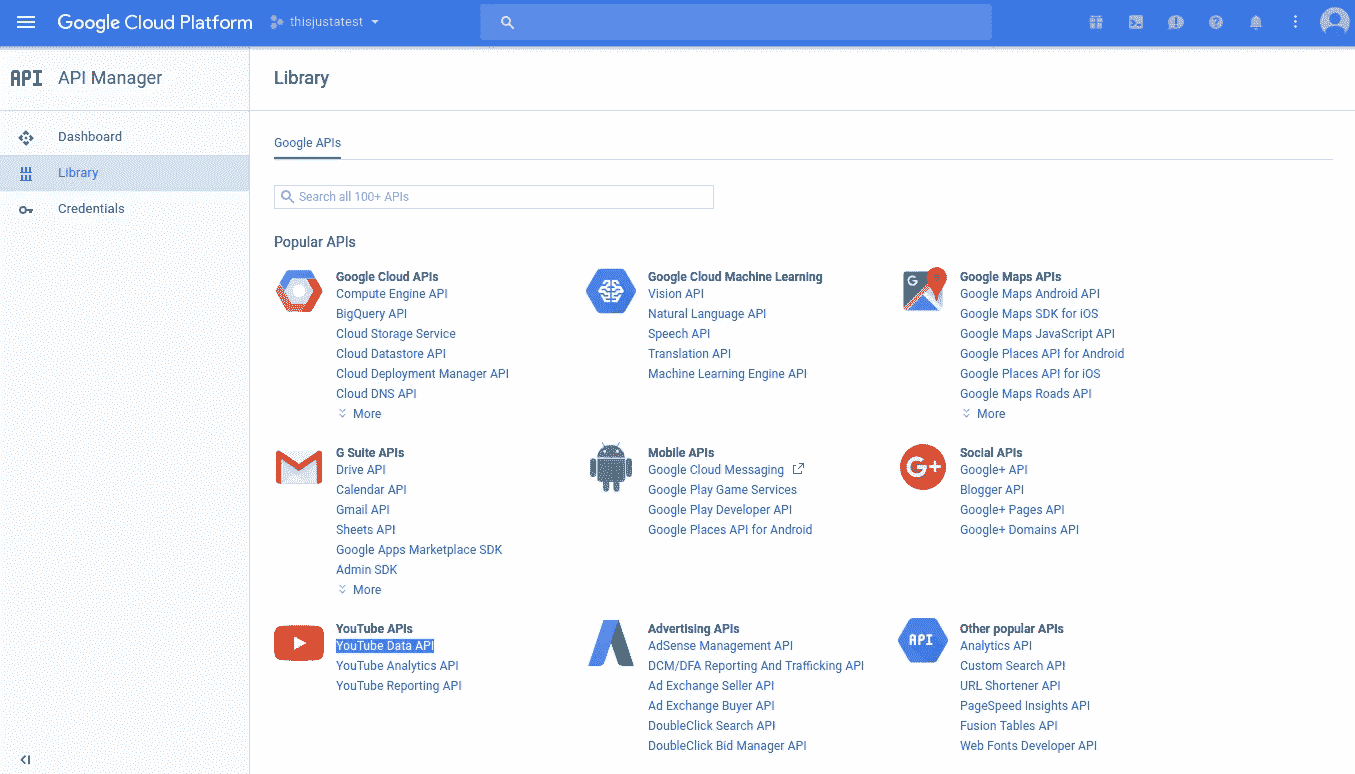 Google Cloud Platform thisjustatest
API API Manager
Library
Dashboard
Library
Credentials
Google APIs
Search all 100+ APIs
Popular APIs
Google Cloud APIs
Compute Engine API
BigQuery API
Cloud Storage Service
Cloud Datastore API
Cloud Deployment Manager API
Cloud DNS API
More
Google Cloud Machine Learning
Vision API
Natural Language API
Speech API
Translation API
Machine Learning Engine API
G
Google Maps APIs
Google Maps Android API
Google Maps SDK for iOS
Google Maps JavaScript API
Google Places API for Android
Google Places API for iOS
Google Maps Roads API
More
G Suite APIs
Drive API
Calendar API
Gmail API
Sheets API
Google Apps Marketplace SDK
Admin SDK
More
Mobile APIs
Google Cloud Messaging
Google Play Game Services
Google Play Developer API
Google Places API for Android
G+
Social APIs
Google+ API
Blogger API
Google+ Pages API
Google+ Domains API
YouTube APIs
YouTube Data API
YouTube Analytics API
YouTube Reporting API
Advertising APIs
AdSense Management API
DCM/DFA Reporting And Trafficking API
Ad Exchange Seller API
Ad Exchange Buyer API
DoubleClick Search API
DoubleClick Bid Manager API
API
Other popular APIs
Analytics API
Custom Search API
URL Shortener API
PageSpeed Insights API
Fusion Tables API
Web Fonts Developer API